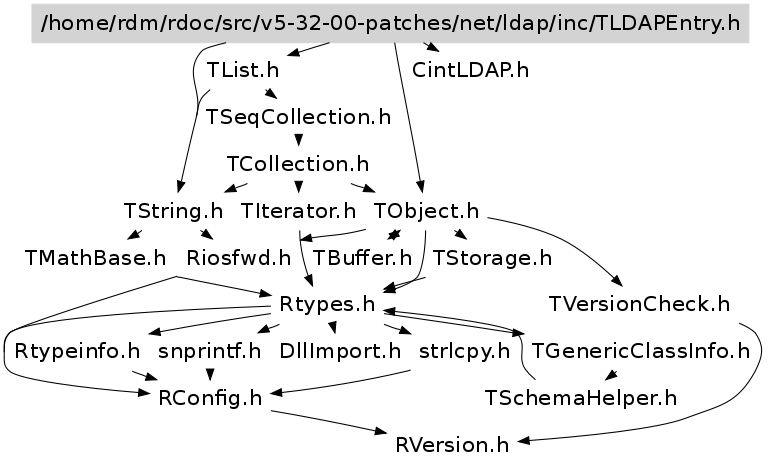 /home/rdm/rdoc/src/v5-32-00-patches/net/ldap/inc/TLDAPEntry.h
TList.h
CintLDAP.h
TSeqCollection.h
TCollection.h
TString.h
TIterator.h
TObject.h
TMathBase.h
Riosfwd.h
TBuffer.h
TStorage.h
Rtypes.h
TVersionCheck.h
Rtypeinfo.h
snprintf.h
DllImport.h
strlcpy.h
TGenericClassInfo.h
RConfig.h
TSchemaHelper.h
RVersion.h